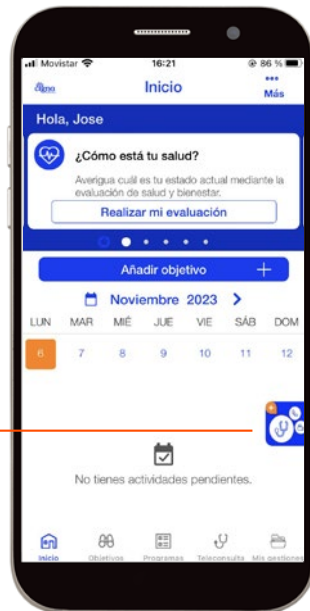 Movistar 16:21 86 %
Inicio
Más
Hola, Jose
¿Cómo está tu salud?
Averigua cuál es tu estado actual mediante la
evaluación de salud y bienestar.
Realizar mi evaluación
Añadir objetivo +
Noviembre 2023
LUN MAR MIÉ JUE VIE SÁB DOM
6 7 8 9 10 11 12
No tienes actividades pendientes.
Inicio Objetivos Programas Teleconsulta Mis gestiones